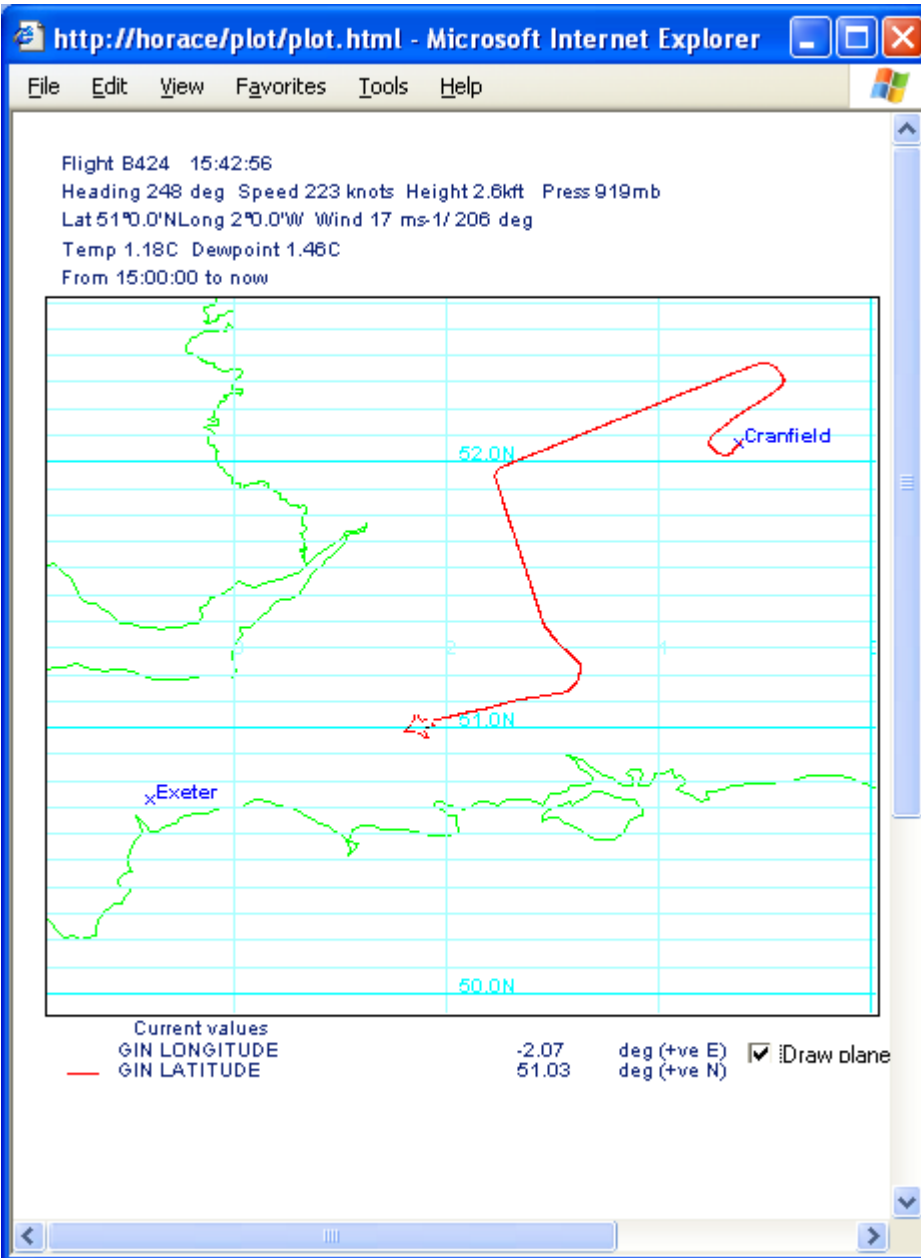 http://horace/plot/plot.html - Microsoft Internet Explorer
File Edit View Favorites Tools Help
Flight B424 15:42:56
Heading 248 deg Speed 223 knots Height 2.6kft Press 919mb
Lat 51°0.0'NLong 2°0.0'W Wind 17 ms-1/ 206 deg
Temp 1.18C Dewpoint 1.46C
From 15:00:00 to now
Cranfield
52.0N
2
51.0N
Exeter
50.0N
Current values
GIN LONGITUDE -2.07 deg (+ve E)
GIN LATITUDE 51.03 deg (+ve N)
Draw plane